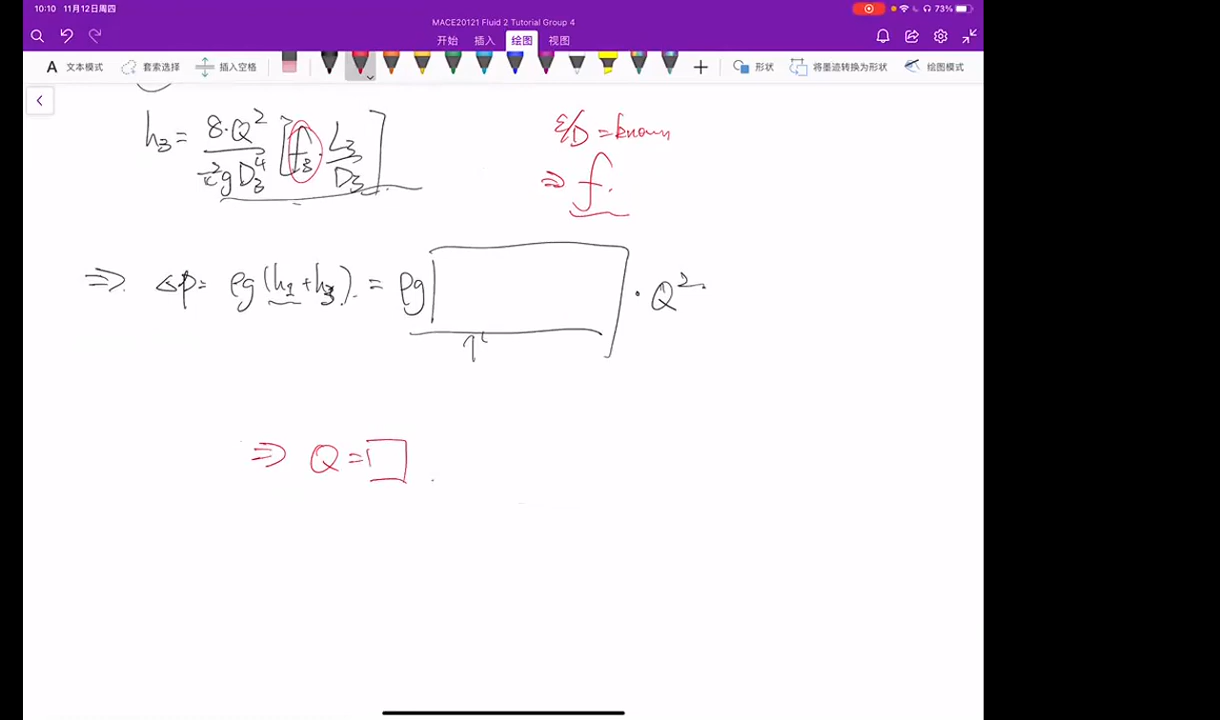 10:10 11月12日周四
73%
MACE20121 Fluid 2 Tutorial Group 4
开始 插入 绘图 视图
A 文本模式 套索选择 插入空格 形状 将墨迹转换为形状 绘图模式
h₃ = 8·Q² / π²gD₃⁴ [f₃·L₃/D₃]
ε/D = known
⇒ f.
⇒ Δp = ρg(h₂+h₃). = ρg[ ]·Q².
⇒ Q = □.